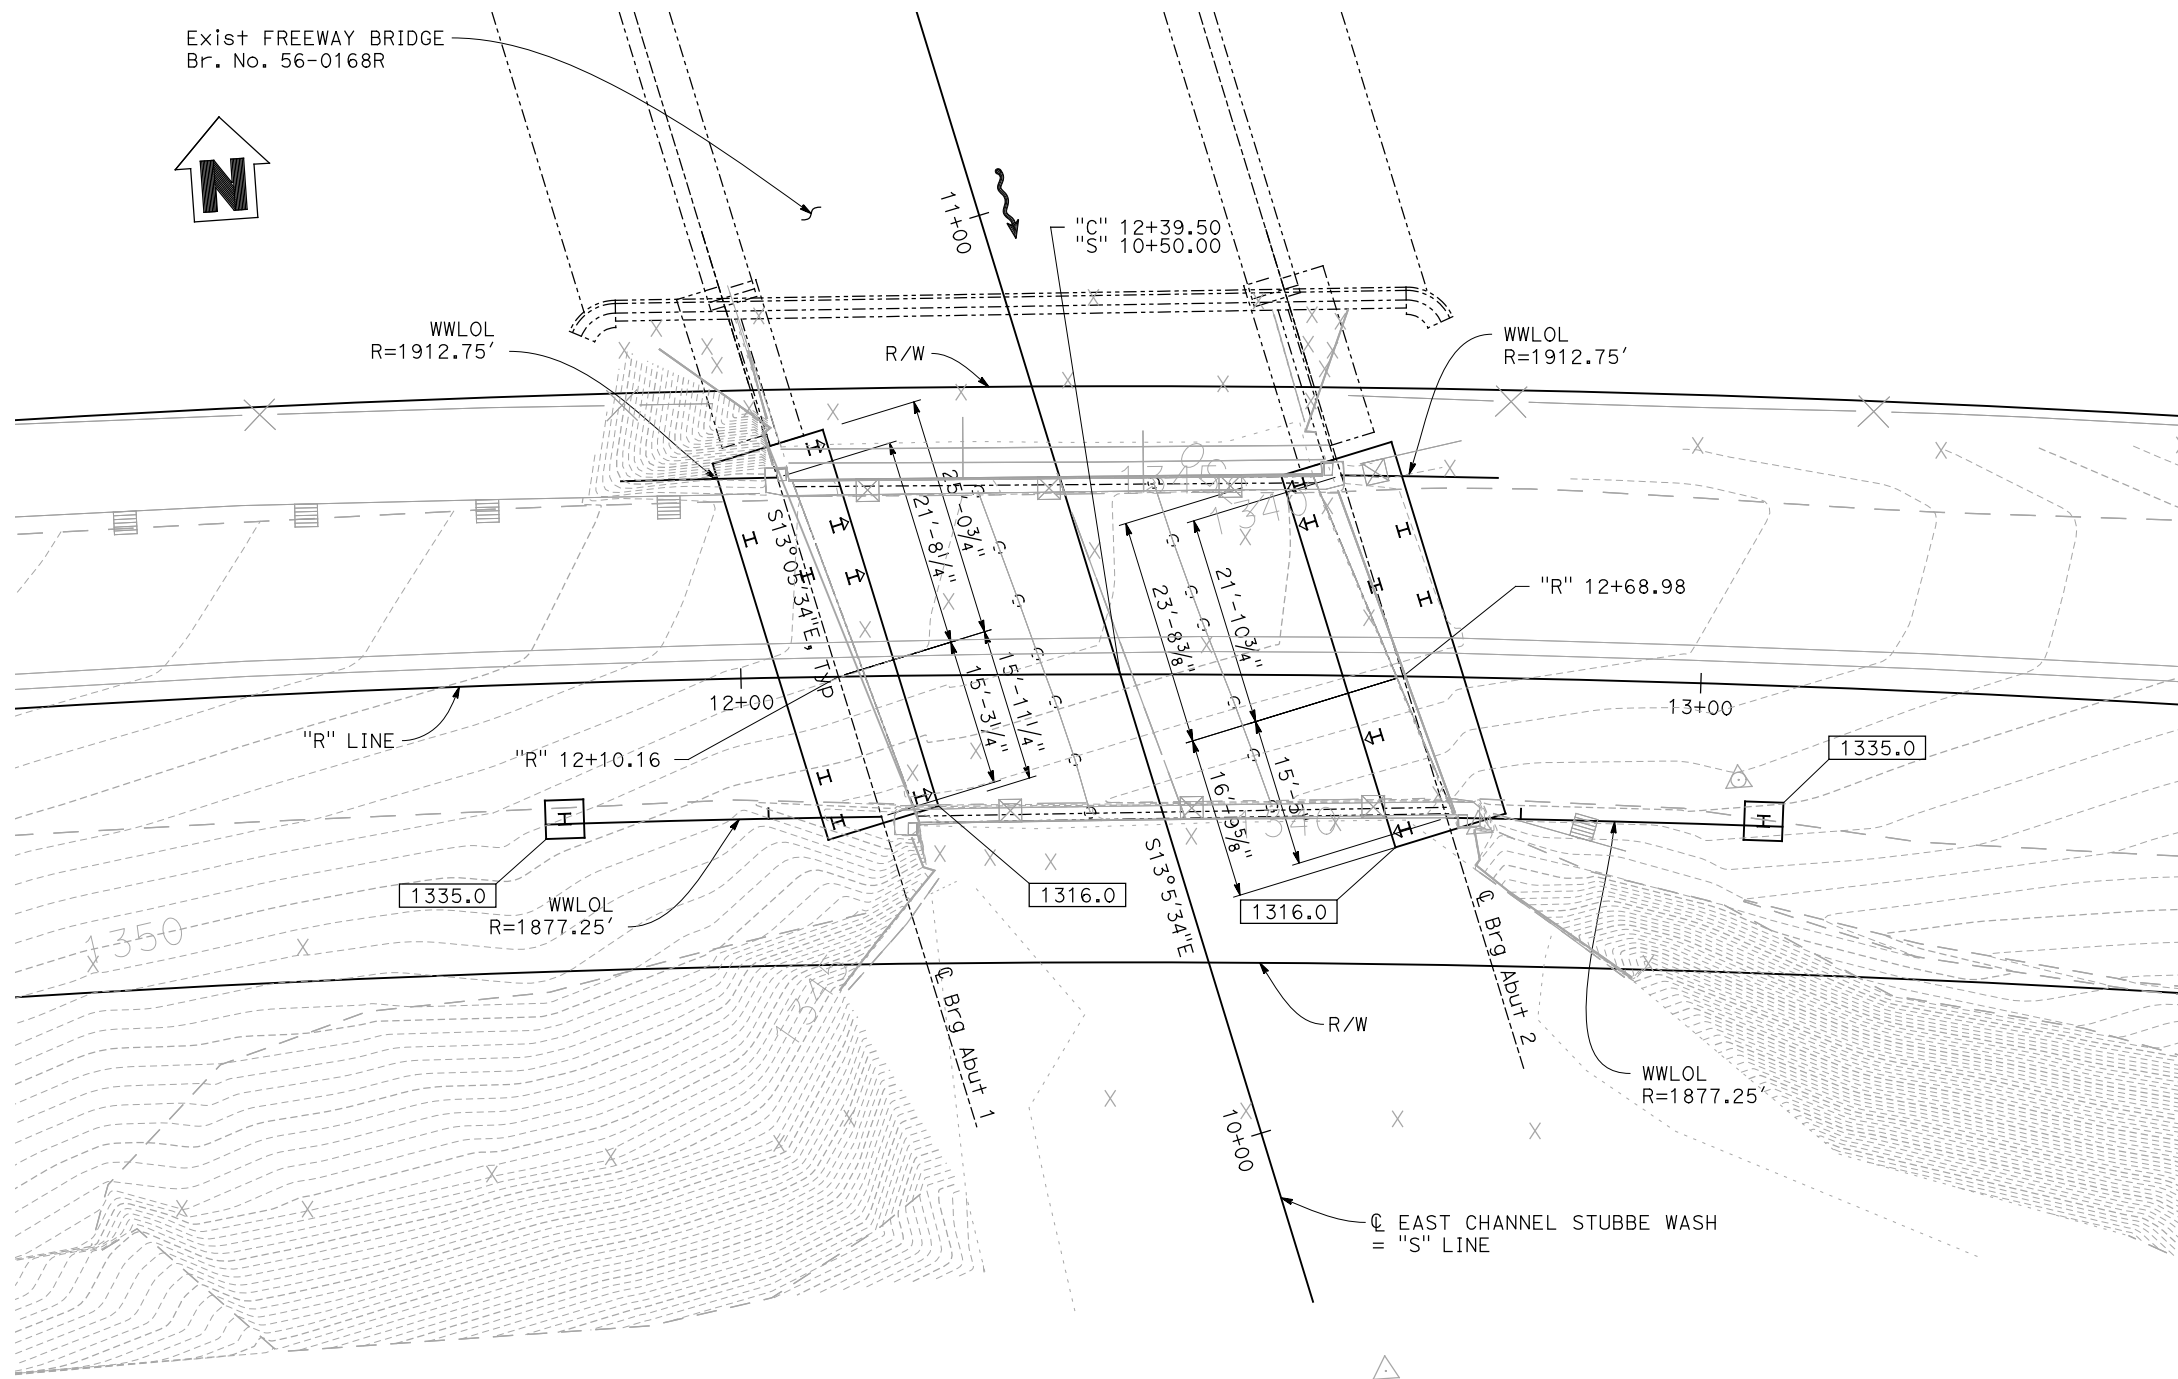 Exist FREEWAY BRIDGE
Br. No. 56-0168R
N
11+00
"C" 12+39.50
"S" 10+50.00
WWLOL
R=1912.75'
R/W
WWLOL
R=1912.75'
1340
25'-0¾"
21'-8¼"
S13°05'34"E, TYP
23'-8⅜"
21'-10¾"
"R" 12+68.98
15'-11¼"
15'-3¼"
12+00
13+00
"R" LINE
"R" 12+10.16
1335.0
16'-9⅝"
15'-3"
1340
1335.0
1316.0
1316.0
WWLOL
R=1877.25'
1350
S13°5'34"E
℄ Brg Abut 1
℄ Brg Abut 2
R/W
WWLOL
R=1877.25'
10+00
℄ EAST CHANNEL STUBBE WASH
= "S" LINE